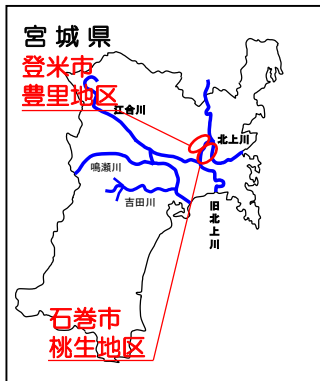 宮城県
登米市
豊里地区
江合川
北上川
鳴瀬川
吉田川
旧北上川
石巻市
桃生地区